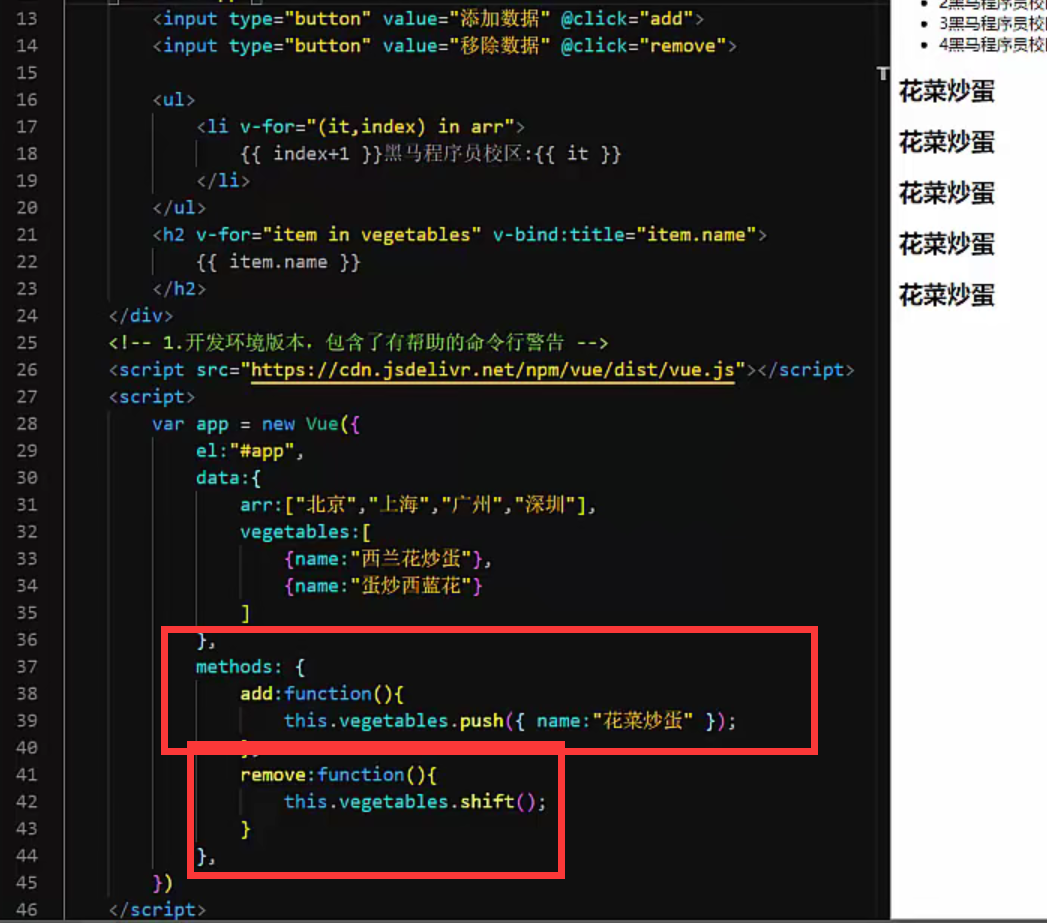 13 <input type="button" value="添加数据" @click="add">
14 <input type="button" value="移除数据" @click="remove">
15
16 <ul>
17 <li v-for="(it,index) in arr">
18 {{ index+1 }}黑马程序员校区:{{ it }}
19 </li>
20 </ul>
21 <h2 v-for="item in vegetables" v-bind:title="item.name">
22 {{ item.name }}
23 </h2>
24 </div>
25 <!-- 1.开发环境版本，包含了有帮助的命令行警告 -->
26 <script src="https://cdn.jsdelivr.net/npm/vue/dist/vue.js"></script>
27 <script>
28 var app = new Vue({
29 el:"#app",
30 data:{
31 arr:["北京","上海","广州","深圳"],
32 vegetables:[
33 {name:"西兰花炒蛋"},
34 {name:"蛋炒西蓝花"}
35 ]
36 },
37 methods: {
38 add:function(){
39 this.vegetables.push({ name:"花菜炒蛋" });
40 },
41 remove:function(){
42 this.vegetables.shift();
43 }
44 },
45 })
46 </script>
2黑马程序员校
3黑马程序员校
4黑马程序员校
花菜炒蛋
花菜炒蛋
花菜炒蛋
花菜炒蛋
花菜炒蛋